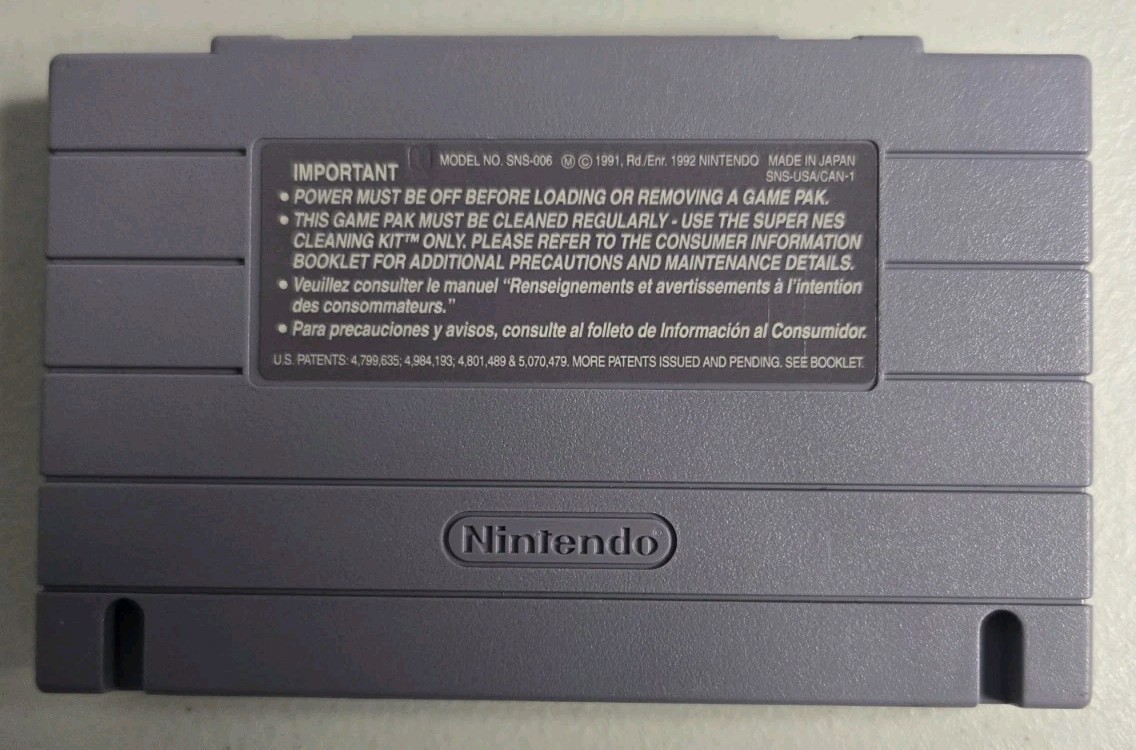 IMPORTANT MODEL NO. SNS-006 Ⓜ © 1991, Rd./Enr. 1992 NINTENDO MADE IN JAPAN
SNS-USA/CAN-1
• POWER MUST BE OFF BEFORE LOADING OR REMOVING A GAME PAK.
• THIS GAME PAK MUST BE CLEANED REGULARLY - USE THE SUPER NES
CLEANING KIT™ ONLY. PLEASE REFER TO THE CONSUMER INFORMATION
BOOKLET FOR ADDITIONAL PRECAUTIONS AND MAINTENANCE DETAILS.
• Veuillez consulter le manuel "Renseignements et avertissements à l'intention
des consommateurs."
• Para precauciones y avisos, consulte al folleto de Información al Consumidor.
U.S. PATENTS: 4,799,635; 4,984,193; 4,801,489 & 5,070,479. MORE PATENTS ISSUED AND PENDING. SEE BOOKLET.
Nintendo®